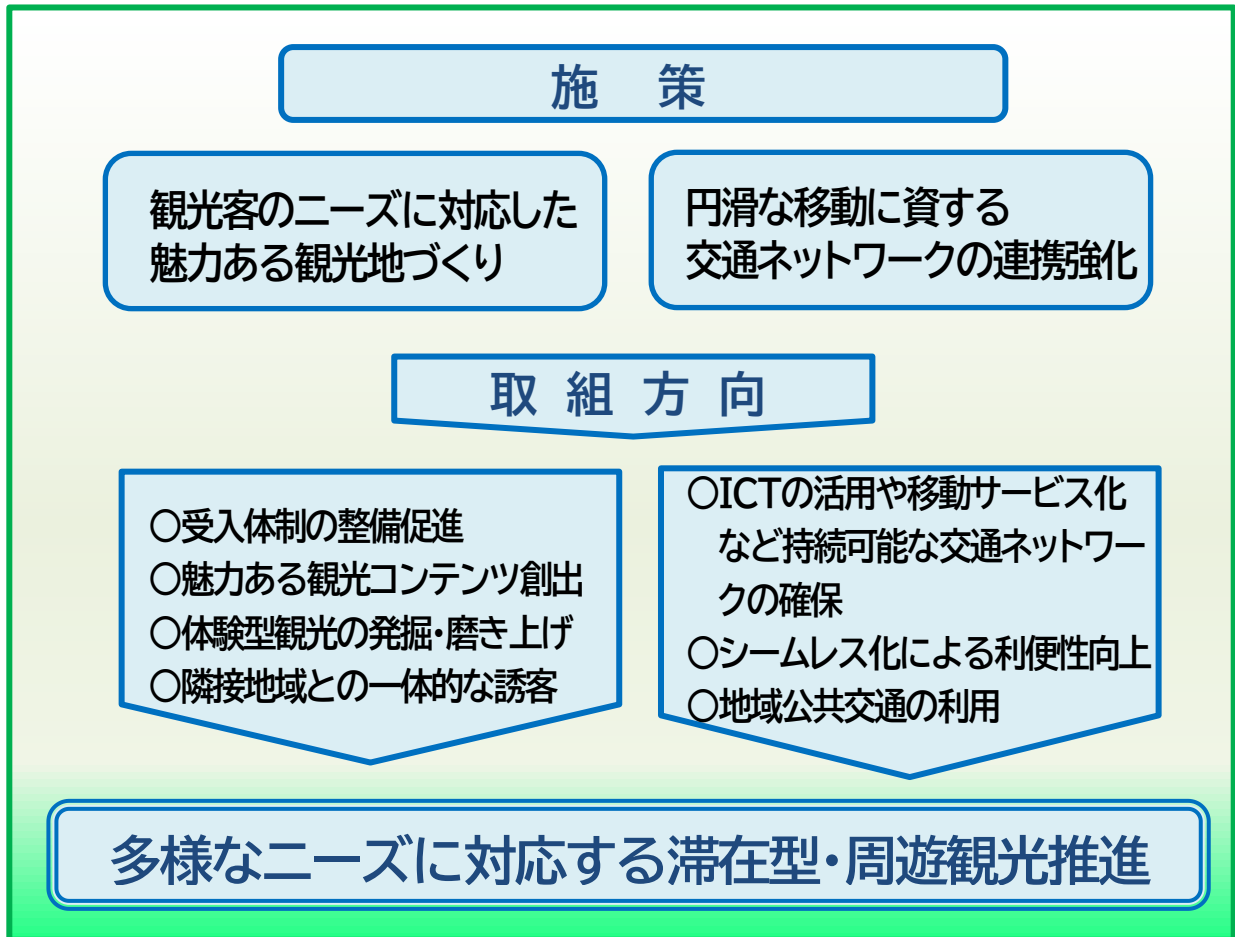 施　策
観光客のニーズに対応した
魅力ある観光地づくり
円滑な移動に資する
交通ネットワークの連携強化
取 組 方 向
○受入体制の整備促進
○魅力ある観光コンテンツ創出
○体験型観光の発掘・磨き上げ
○隣接地域との一体的な誘客
○ICTの活用や移動サービス化
など持続可能な交通ネットワー
クの確保
○シームレス化による利便性向上
○地域公共交通の利用
多様なニーズに対応する滞在型・周遊観光推進